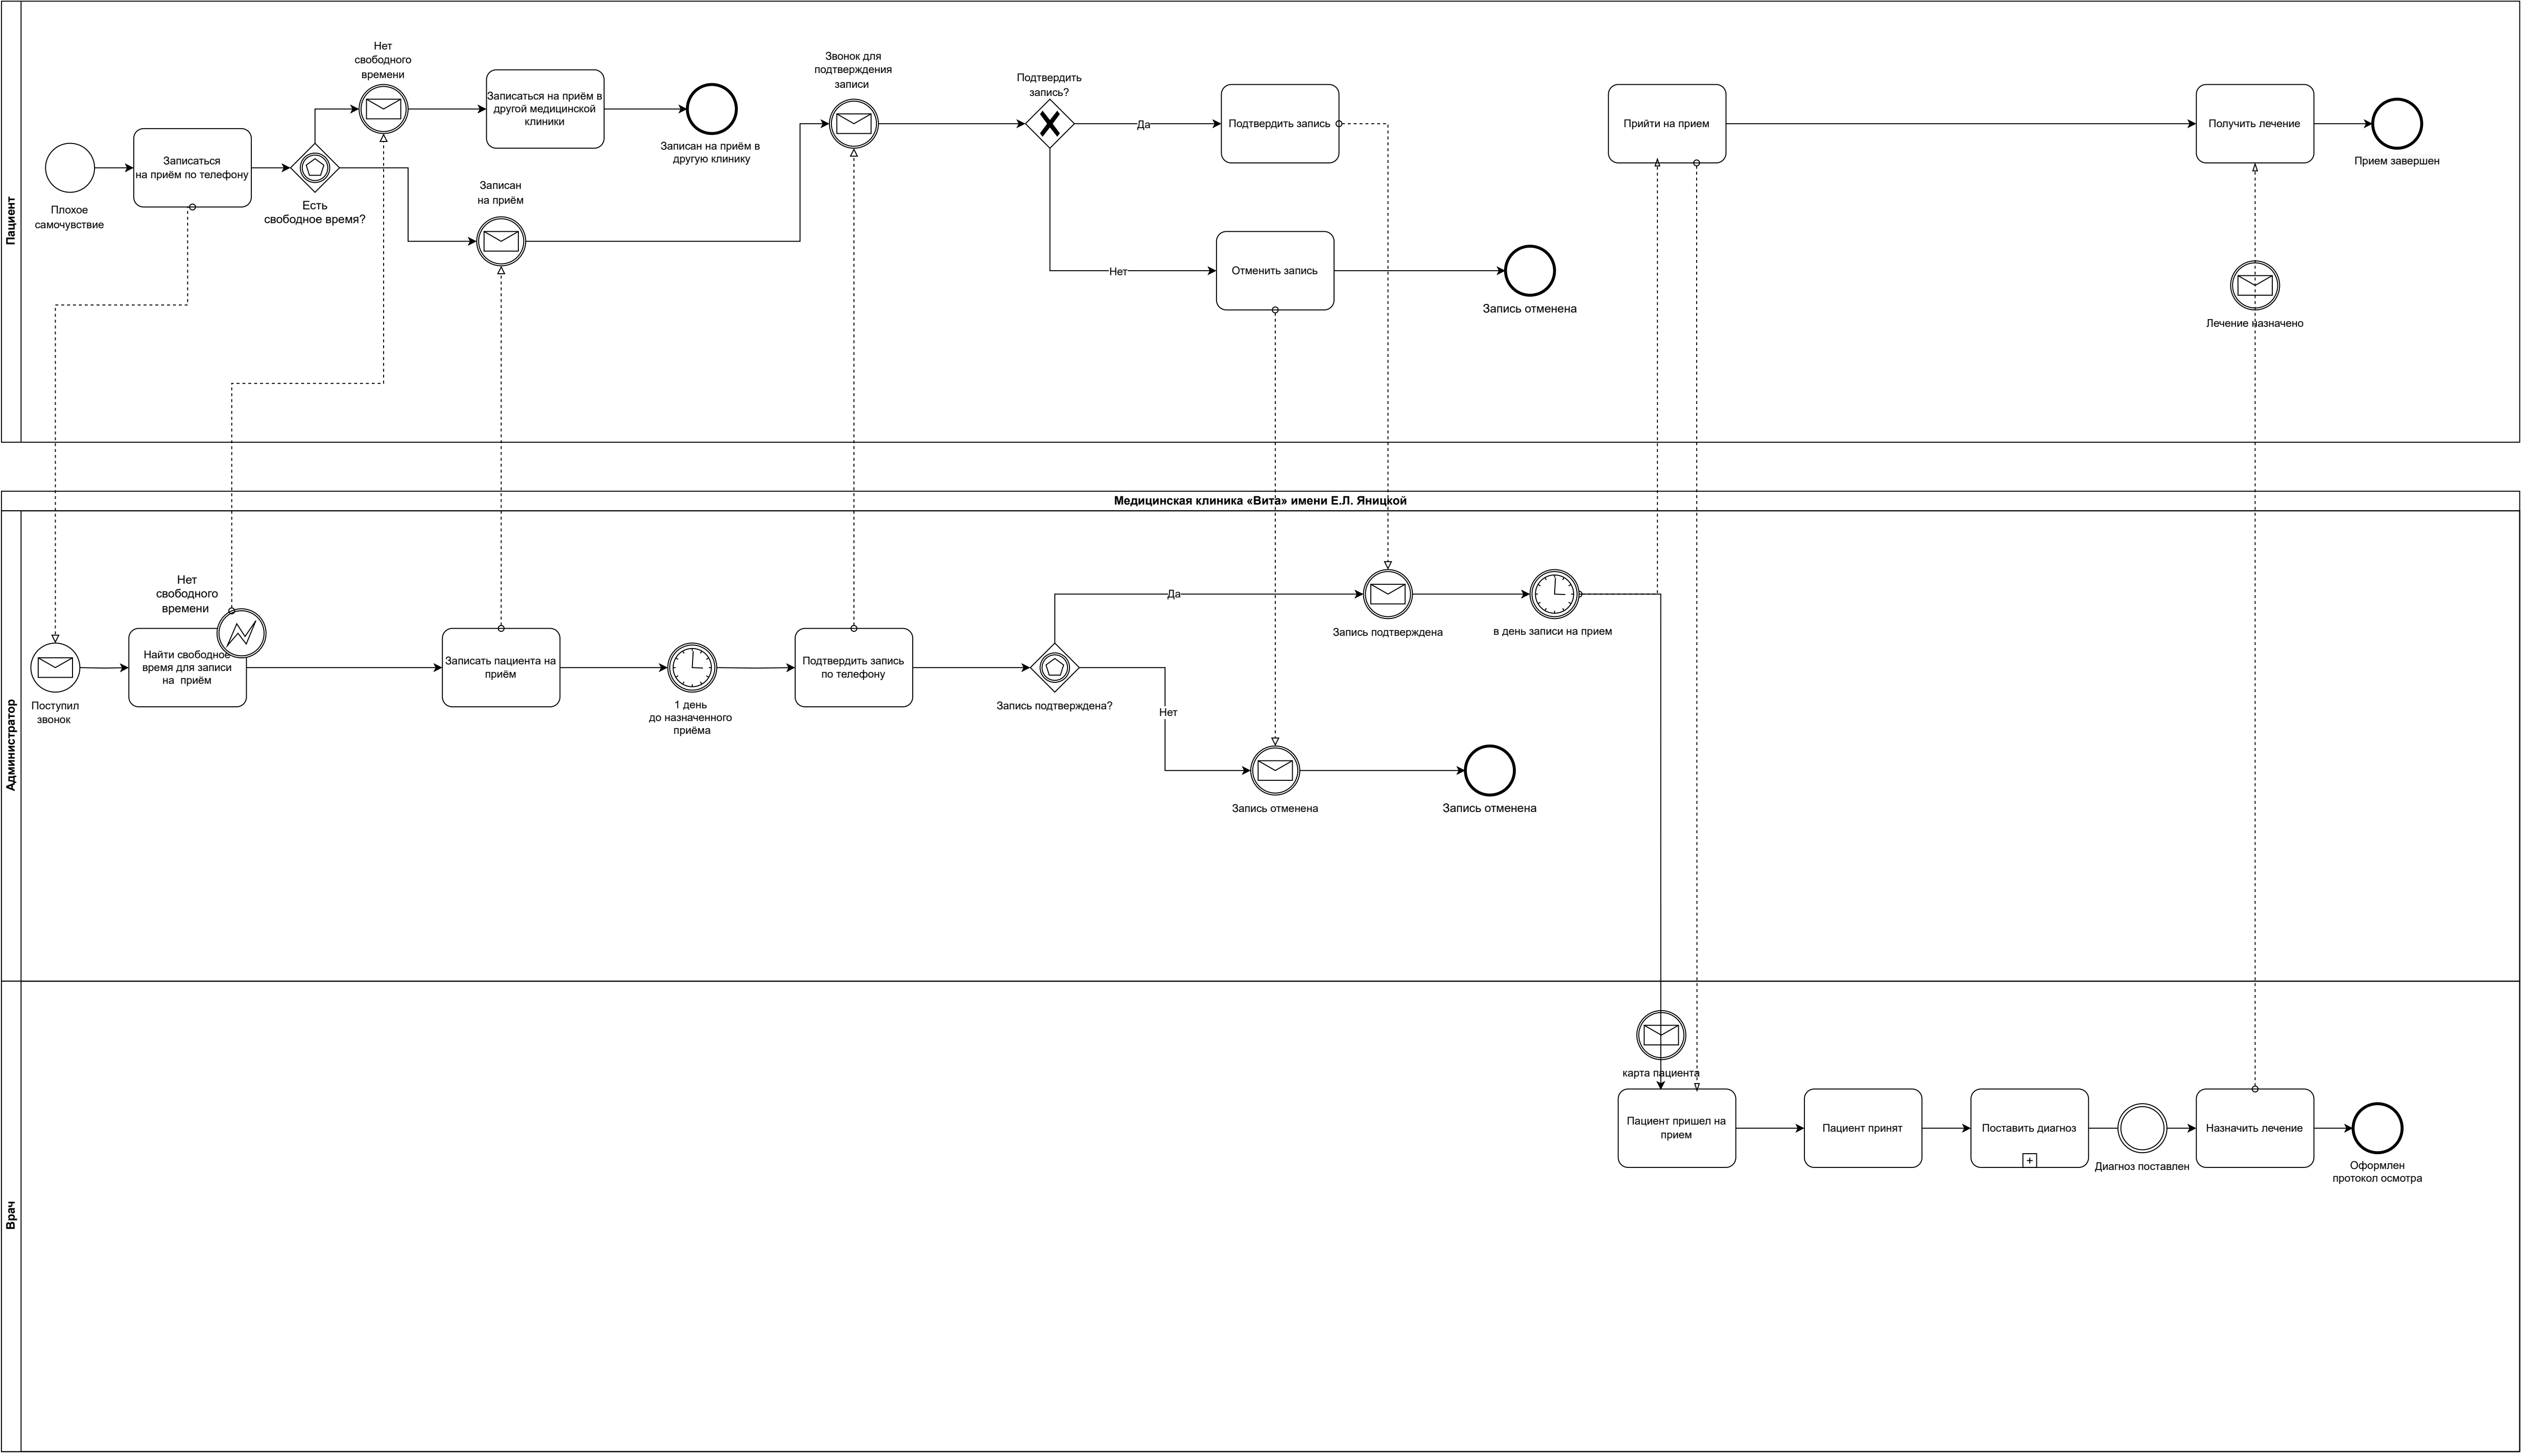 Пациент
Нет
свободного
времени
Записаться на приём в
другой медицинской
клиники
Записан на приём в
другую клинику
Звонок для
подтверждения
записи
Подтвердить
запись?
Да
Подтвердить запись
Прийти на прием
Получить лечение
Прием завершен
Плохое
самочувствие
Записаться
на приём по телефону
Есть
свободное время?
Записан
на приём
Нет
Отменить запись
Запись отменена
Лечение назначено
Медицинская клиника «Вита» имени Е.Л. Яницкой
Администратор
Нет
свободного
времени
Поступил
звонок
Найти свободное
время для записи
на приём
Записать пациента на
приём
1 день
до назначенного
приёма
Подтвердить запись
по телефону
Запись подтверждена?
Да
Запись подтверждена
в день записи на прием
Нет
Запись отменена
Запись отменена
Врач
карта пациента
Пациент пришел на
прием
Пациент принят
Поставить диагноз
Диагноз поставлен
Назначить лечение
Оформлен
протокол осмотра